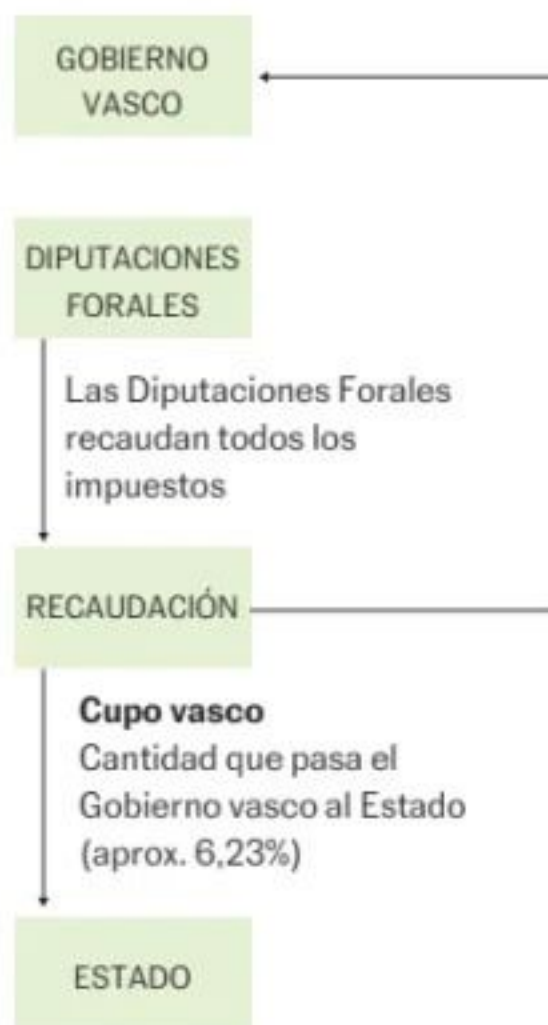 GOBIERNO
VASCO
DIPUTACIONES
FORALES
Las Diputaciones Forales
recaudan todos los
impuestos
RECAUDACIÓN
Cupo vasco
Cantidad que pasa el
Gobierno vasco al Estado
(aprox. 6,23%)
ESTADO